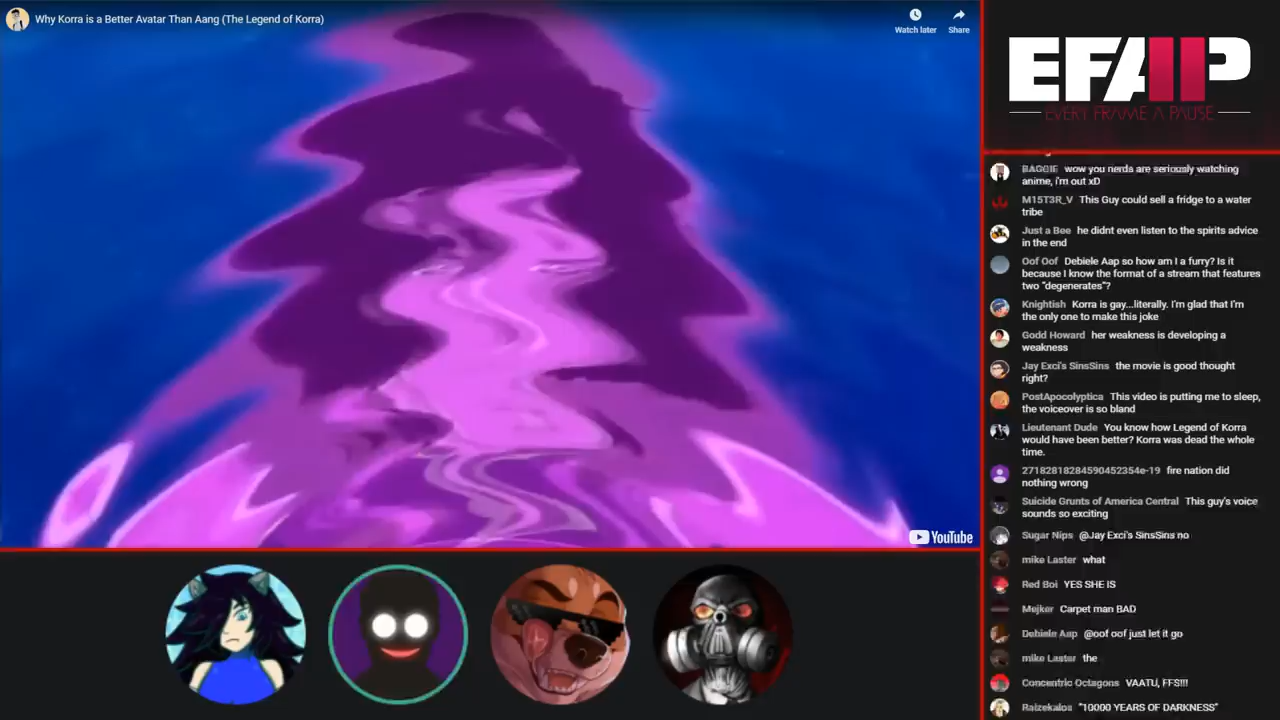 Why Korra is a Better Avatar Than Aang (The Legend of Korra)
Watch later
Share
YouTube
EFAP
EVERY FRAME A PAUSE
BAGGIE wow you nerds are seriously watching
anime, i'm out xD
M15T3R_V This Guy could sell a fridge to a water
tribe
Just a Bee he didnt even listen to the spirits advice
in the end
Oof Oof Debiele Aap so how am I a furry? Is it
because I know the format of a stream that features
two "degenerates"?
Knightish Korra is gay...literally. I'm glad that I'm
the only one to make this joke
Godd Howard her weakness is developing a
weakness
Jay Exci's SinsSins the movie is good thought
right?
PostApocolyptica This video is putting me to sleep,
the voiceover is so bland
Lieutenant Dude You know how Legend of Korra
would have been better? Korra was dead the whole
time.
27182818284590452354e-19 fire nation did
nothing wrong
Suicide Grunts of America Central This guy's voice
sounds so exciting
Sugar Nips @Jay Exci's SinsSins no
mike Laster what
Red Boi YES SHE IS
Mejker Carpet man BAD
Debiele Aap @oof oof just let it go
mike Laster the
Concentric Octagons VAATU, FFS!!!
Raizekalos "10000 YEARS OF DARKNESS"